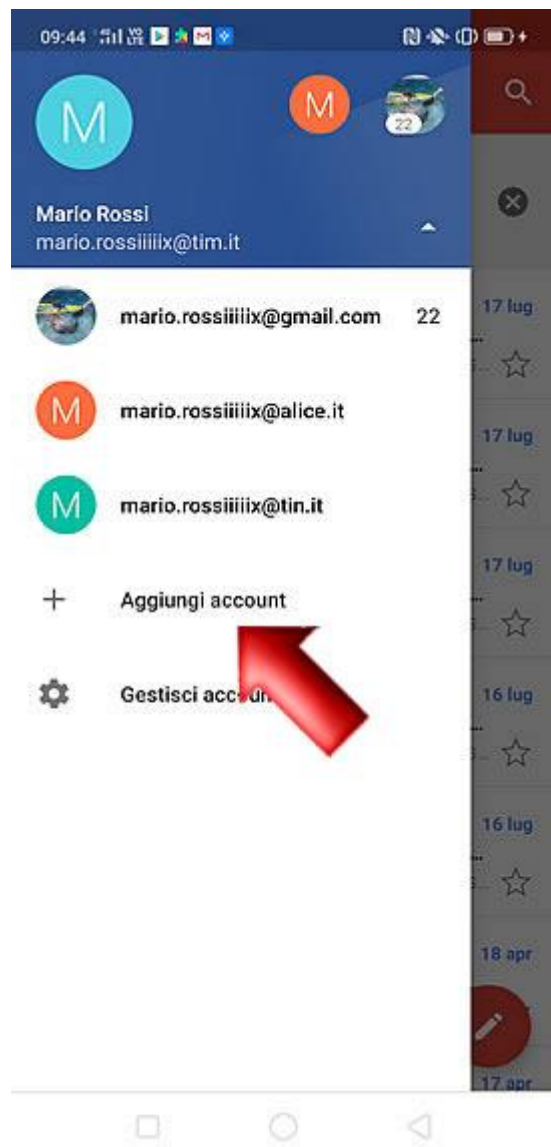 09:44
M
M
22
Mario Rossi
mario.rossiiiiix@tim.it
mario.rossiiiiix@gmail.com 22
M mario.rossiiiiix@alice.it
M mario.rossiiiiix@tin.it
Aggiungi account
Gestisci
17 lug
17 lug
17 lug
16 lug
16 lug
18 apr
17 apr